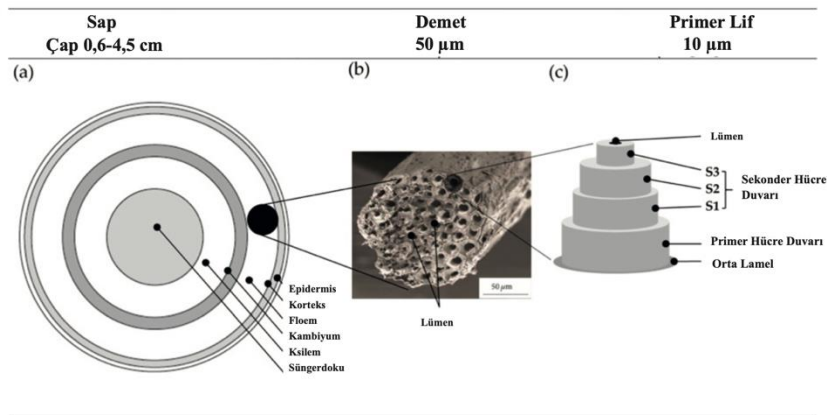 Sap
Çap 0,6-4,5 cm
Demet
50 µm
Primer Lif
10 µm
(a)
Epidermis
Korteks
Floem
Kambiyum
Ksilem
Süngerdoku
(b)
50 µm
Lümen
(c)
Lümen
S3
S2
S1
Sekonder Hücre
Duvarı
Primer Hücre Duvarı
Orta Lamel